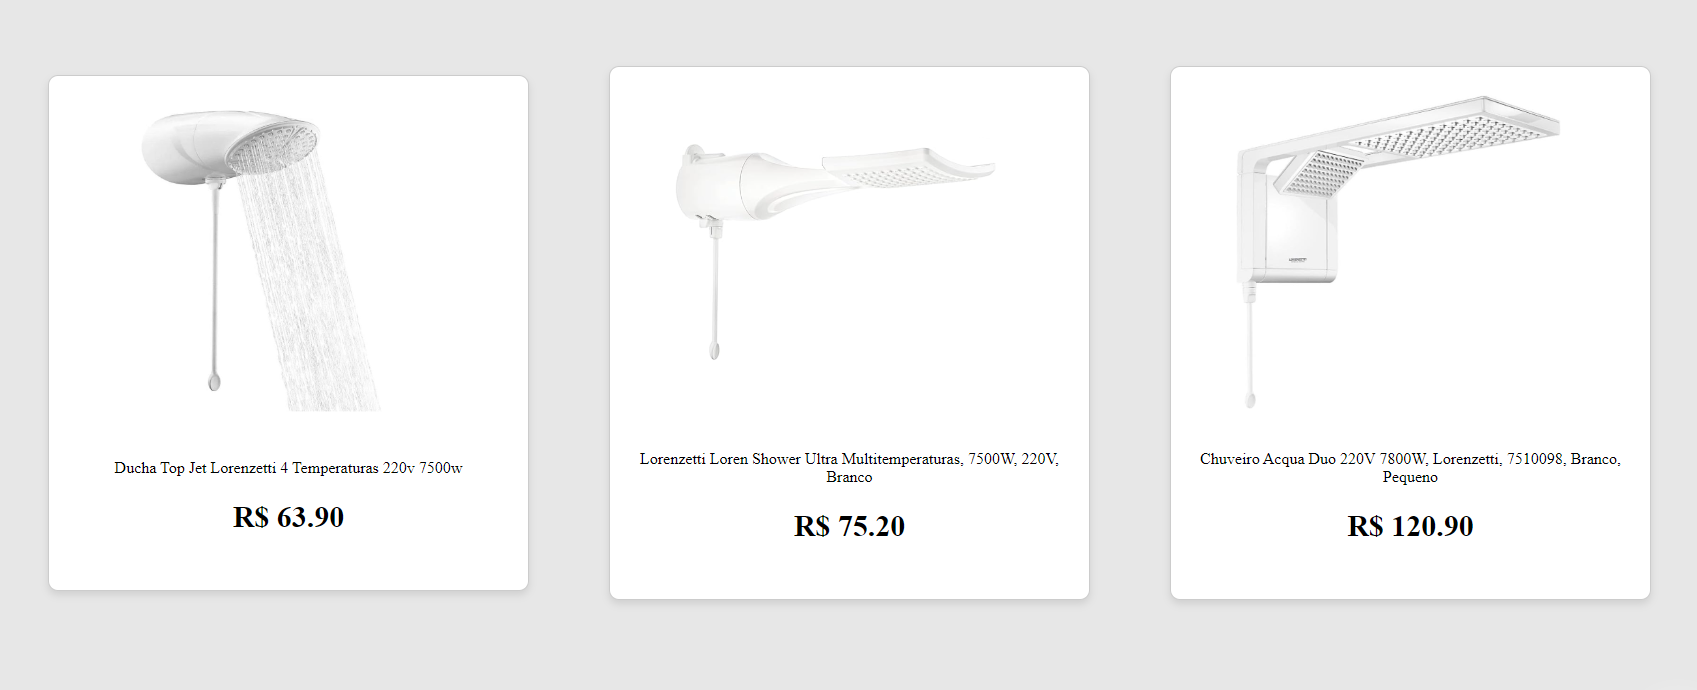 Ducha Top Jet Lorenzetti 4 Temperaturas 220v 7500w
R$ 63.90
Lorenzetti Loren Shower Ultra Multitemperaturas, 7500W, 220V,
Branco
R$ 75.20
Chuveiro Acqua Duo 220V 7800W, Lorenzetti, 7510098, Branco,
Pequeno
R$ 120.90